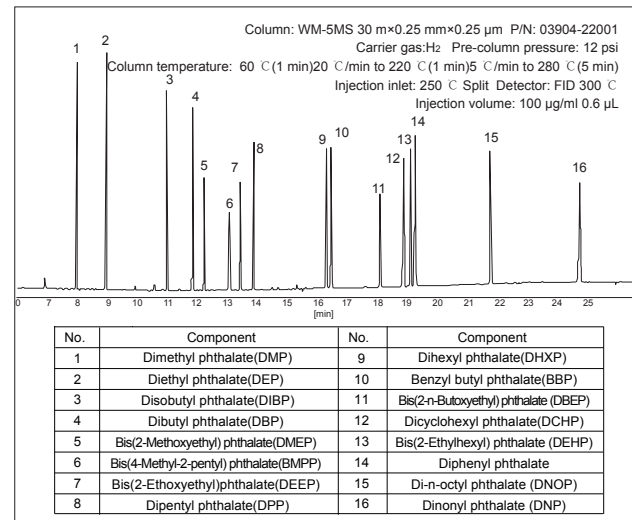 Column: WM-5MS 30 m×0.25 mm×0.25 μm P/N: 03904-22001
Carrier gas:H₂ Pre-column pressure: 12 psi
Column temperature: 60 ℃(1 min)20 ℃/min to 220 ℃(1 min)5 ℃/min to 280 ℃(5 min)
Injection inlet: 250 ℃ Split Detector: FID 300 ℃
Injection volume: 100 μg/ml 0.6 μL
1 2 3 4 5 6 7 8 9 10 11 12 13 14 15 16
0 7 8 9 10 11 12 13 14 15 16 17 18 19 20 21 22 23 24 25
[min]
No. Component No. Component
1 Dimethyl phthalate(DMP) 9 Dihexyl phthalate(DHXP)
2 Diethyl phthalate(DEP) 10 Benzyl butyl phthalate(BBP)
3 Disobutyl phthalate(DIBP) 11 Bis(2-n-Butoxyethyl) phthalate (DBEP)
4 Dibutyl phthalate(DBP) 12 Dicyclohexyl phthalate(DCHP)
5 Bis(2-Methoxyethyl) phthalate(DMEP) 13 Bis(2-Ethylhexyl) phthalate (DEHP)
6 Bis(4-Methyl-2-pentyl) phthalate(BMPP) 14 Diphenyl phthalate
7 Bis(2-Ethoxyethyl)phthalate(DEEP) 15 Di-n-octyl phthalate (DNOP)
8 Dipentyl phthalate(DPP) 16 Dinonyl phthalate (DNP)